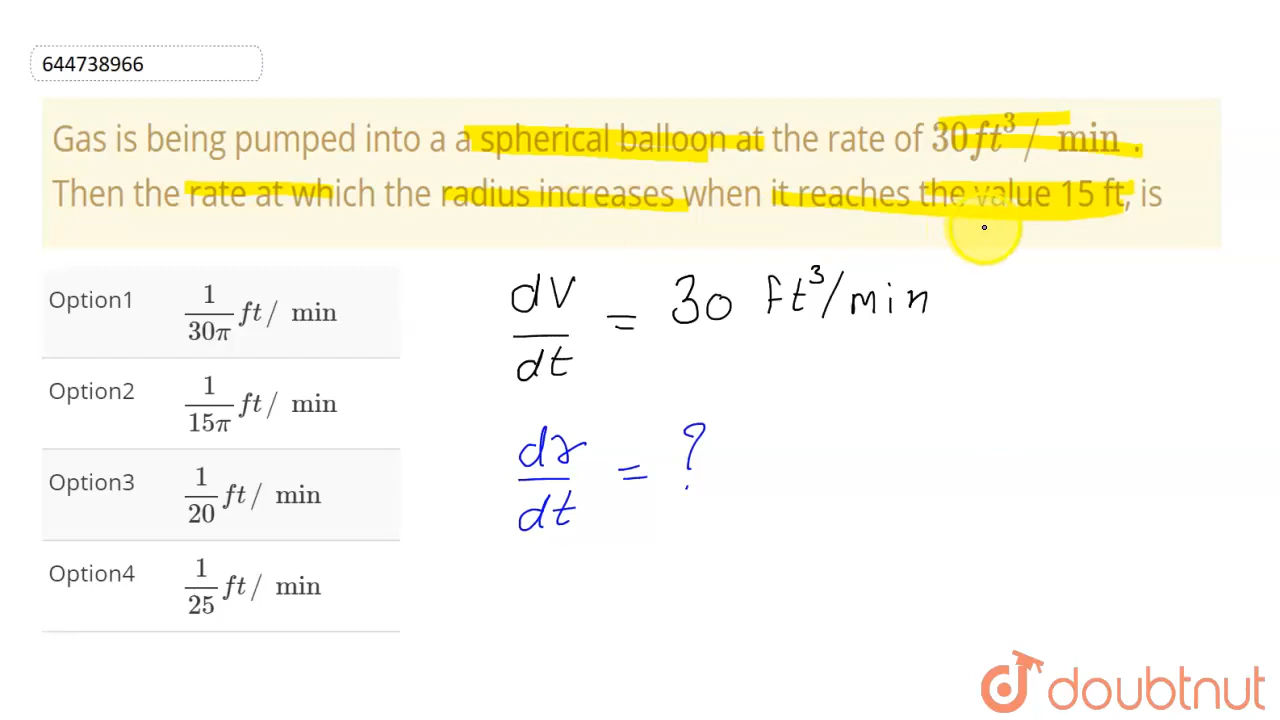 644738966
Gas is being pumped into a a spherical balloon at the rate of 30ft³/ min .
Then the rate at which the radius increases when it reaches the value 15 ft, is
Option1 1/30π ft/ min
Option2 1/15π ft/ min
Option3 1/20 ft/ min
Option4 1/25 ft/ min
dV/dt = 30 ft³/min
dr/dt = ?
doubtnut